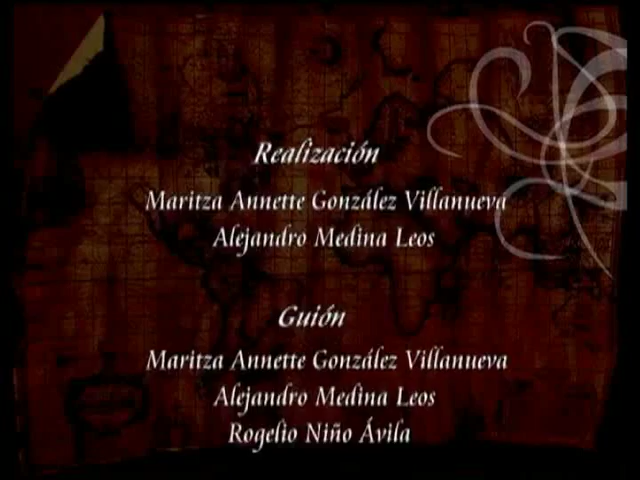 Realización
Maritza Annette González Villanueva
Alejandro Medina Leos
Guión
Maritza Annette González Villanueva
Alejandro Medina Leos
Rogelio Niño Ávila